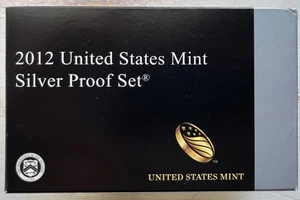 2012 United States Mint
Silver Proof Set®
UNITED STATES MINT